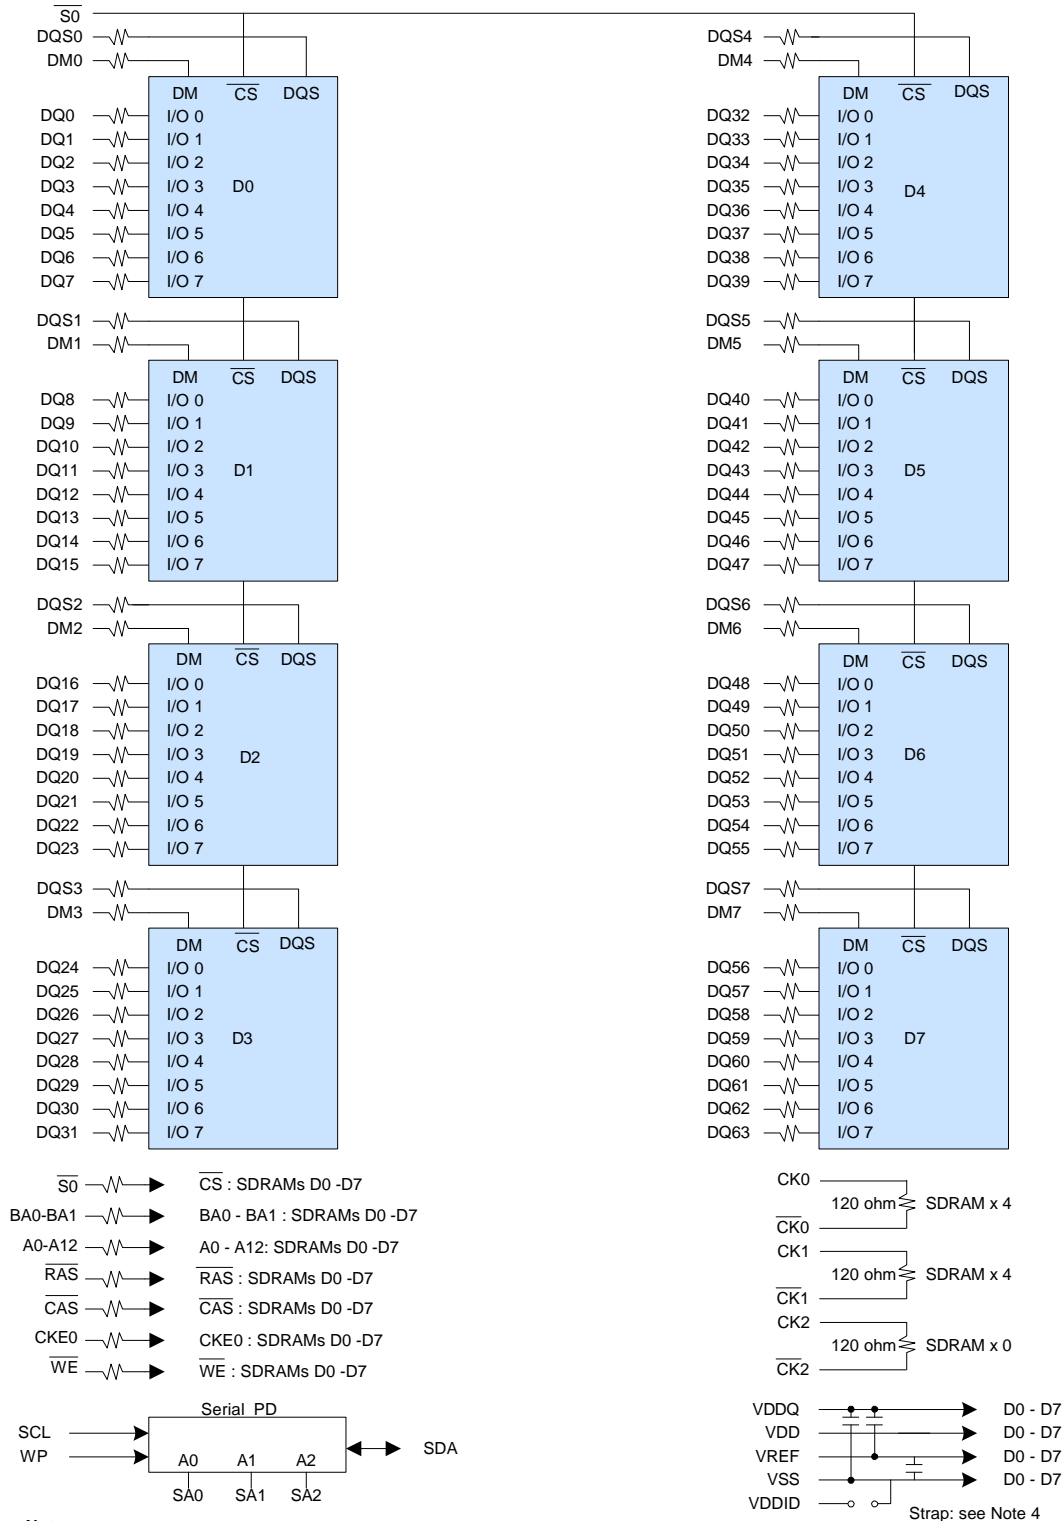 S0
DQS0
DM0
DM CS DQS
DQ0 I/O 0
DQ1 I/O 1
DQ2 I/O 2
DQ3 I/O 3 D0
DQ4 I/O 4
DQ5 I/O 5
DQ6 I/O 6
DQ7 I/O 7
DQS1
DM1
DM CS DQS
DQ8 I/O 0
DQ9 I/O 1
DQ10 I/O 2
DQ11 I/O 3 D1
DQ12 I/O 4
DQ13 I/O 5
DQ14 I/O 6
DQ15 I/O 7
DQS2
DM2
DM CS DQS
DQ16 I/O 0
DQ17 I/O 1
DQ18 I/O 2
DQ19 I/O 3 D2
DQ20 I/O 4
DQ21 I/O 5
DQ22 I/O 6
DQ23 I/O 7
DQS3
DM3
DM CS DQS
DQ24 I/O 0
DQ25 I/O 1
DQ26 I/O 2
DQ27 I/O 3 D3
DQ28 I/O 4
DQ29 I/O 5
DQ30 I/O 6
DQ31 I/O 7
DQS4
DM4
DM CS DQS
DQ32 I/O 0
DQ33 I/O 1
DQ34 I/O 2
DQ35 I/O 3 D4
DQ36 I/O 4
DQ37 I/O 5
DQ38 I/O 6
DQ39 I/O 7
DQS5
DM5
DM CS DQS
DQ40 I/O 0
DQ41 I/O 1
DQ42 I/O 2
DQ43 I/O 3 D5
DQ44 I/O 4
DQ45 I/O 5
DQ46 I/O 6
DQ47 I/O 7
DQS6
DM6
DM CS DQS
DQ48 I/O 0
DQ49 I/O 1
DQ50 I/O 2
DQ51 I/O 3 D6
DQ52 I/O 4
DQ53 I/O 5
DQ54 I/O 6
DQ55 I/O 7
DQS7
DM7
DM CS DQS
DQ56 I/O 0
DQ57 I/O 1
DQ58 I/O 2
DQ59 I/O 3 D7
DQ60 I/O 4
DQ61 I/O 5
DQ62 I/O 6
DQ63 I/O 7
S0 CS : SDRAMs D0 -D7
BA0-BA1 BA0 - BA1 : SDRAMs D0 -D7
A0-A12 A0 - A12: SDRAMs D0 -D7
RAS RAS : SDRAMs D0 -D7
CAS CAS : SDRAMs D0 -D7
CKE0 CKE0 : SDRAMs D0 -D7
WE WE : SDRAMs D0 -D7
CK0
120 ohm SDRAM x 4
CK0
CK1
120 ohm SDRAM x 4
CK1
CK2
120 ohm SDRAM x 0
CK2
Serial PD
SCL
WP
SDA
A0 A1 A2
SA0 SA1 SA2
VDDQ D0 - D7
VDD D0 - D7
VREF D0 - D7
VSS D0 - D7
VDDID
Strap: see Note 4